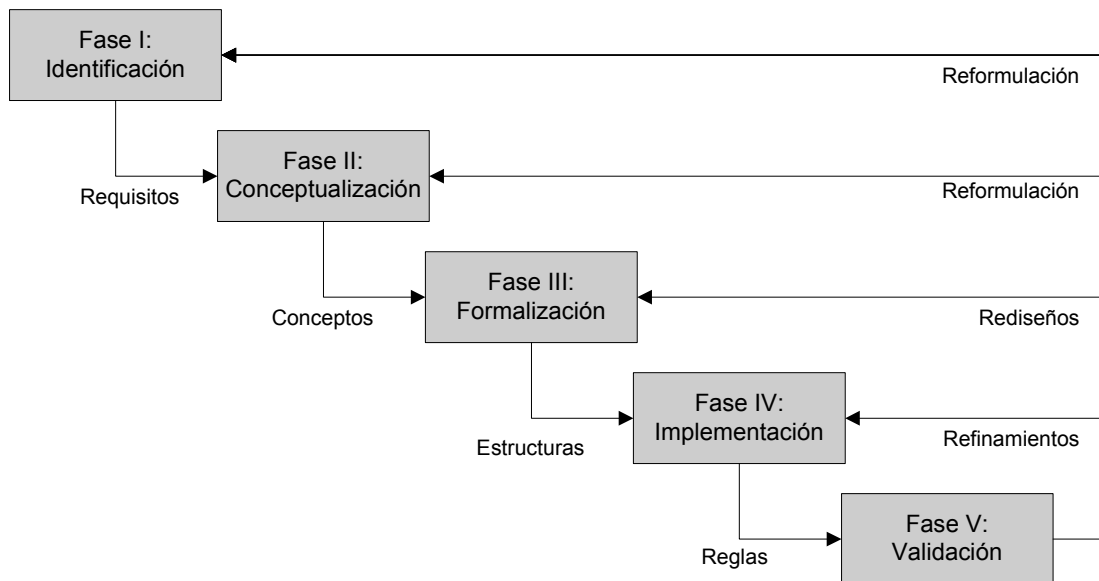 Fase I:
Identificación
Reformulación
Fase II:
Conceptualización
Requisitos
Reformulación
Fase III:
Formalización
Conceptos
Rediseños
Fase IV:
Implementación
Estructuras
Refinamientos
Fase V:
Validación
Reglas